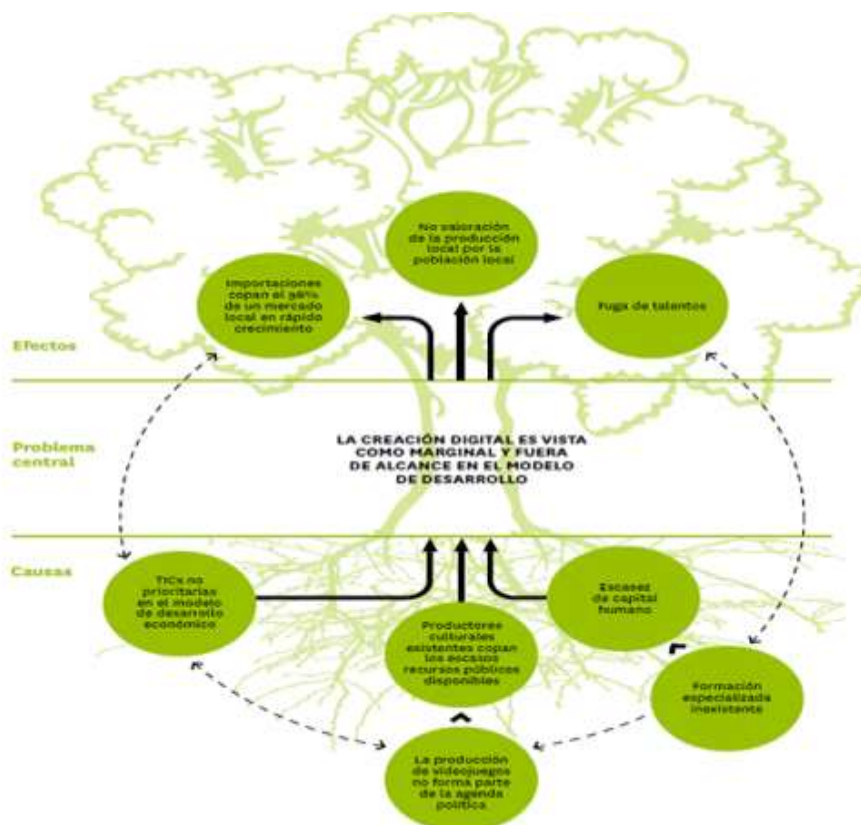 No valoración
de la producción
local por la
población local
Importaciones
copan el 98%
de un mercado
local en rápido
crecimiento
Fuga de talentos
Efectos
Problema
central
LA CREACIÓN DIGITAL ES VISTA
COMO MARGINAL Y FUERA
DE ALCANCE EN EL MODELO
DE DESARROLLO
Causas
TICs no
prioritarias
en el modelo
de desarrollo
económico
Productores
culturales
existentes copan
los escasos
recursos públicos
disponibles
Escasez
de capital
humano
Formación
especializada
inexistente
La producción
de videojuegos
no forma parte
de la agenda
política